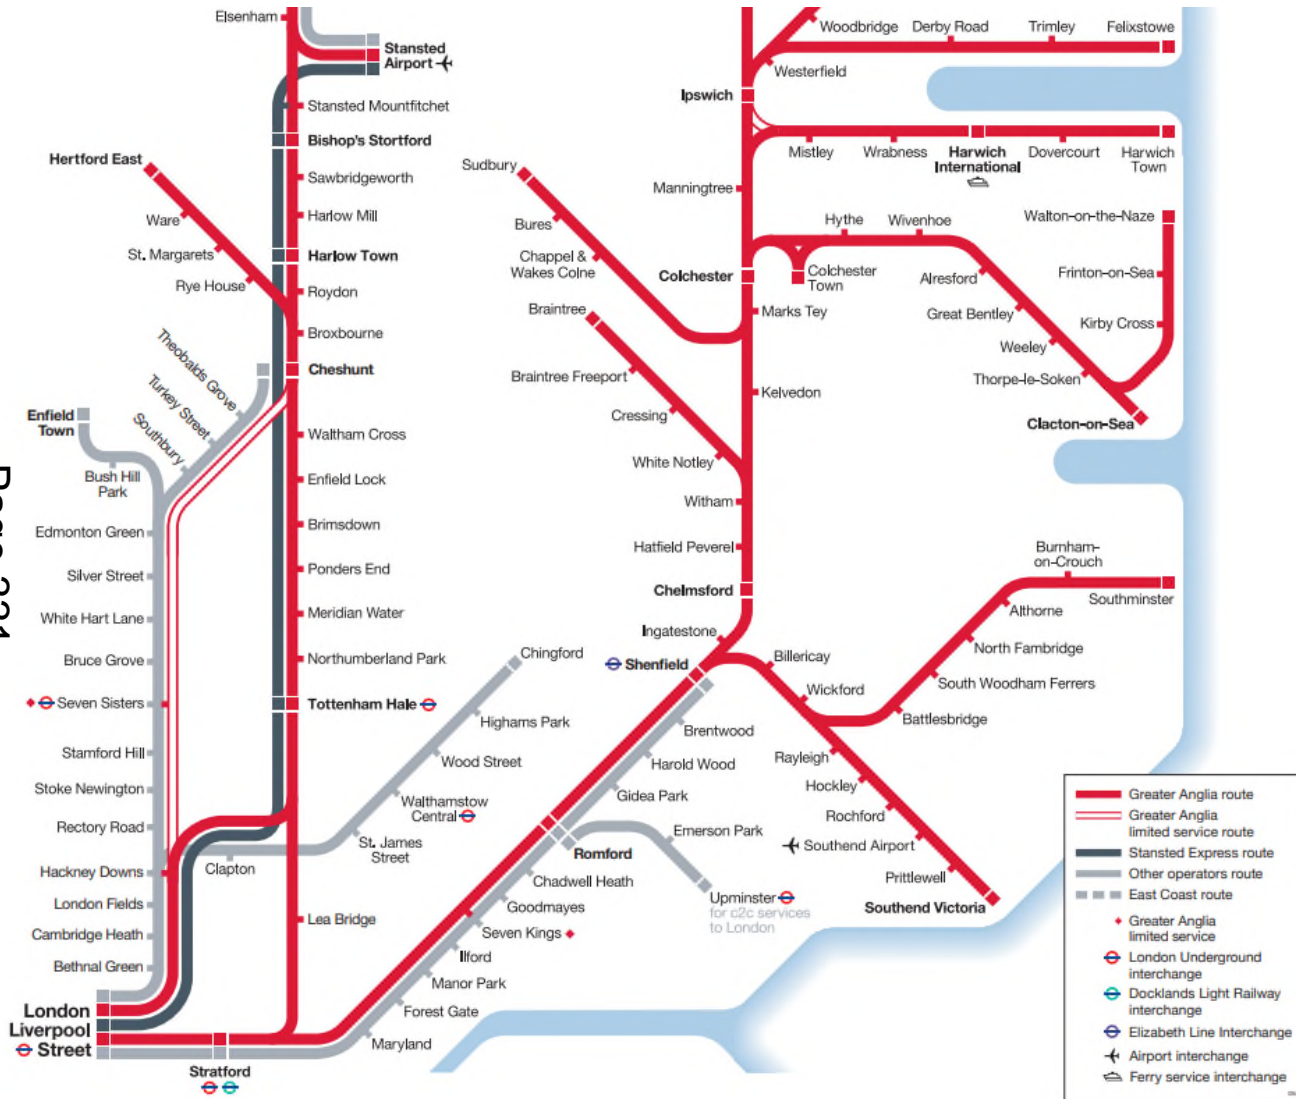 Elsenham
Stansted
Airport
Stansted Mountfitchet
Bishop's Stortford
Sawbridgeworth
Harlow Mill
Harlow Town
Roydon
Broxbourne
Cheshunt
Waltham Cross
Enfield Lock
Brimsdown
Ponders End
Meridian Water
Northumberland Park
Tottenham Hale
Lea Bridge
Hertford East
Ware
St. Margarets
Rye House
Theobalds Grove
Turkey Street
Southbury
Enfield
Town
Bush Hill
Park
Edmonton Green
Silver Street
White Hart Lane
Bruce Grove
Seven Sisters
Stamford Hill
Stoke Newington
Rectory Road
Hackney Downs
London Fields
Cambridge Heath
Bethnal Green
London
Liverpool
Street
Stratford
Clapton
St. James
Street
Walthamstow
Central
Wood Street
Highams Park
Chingford
Maryland
Forest Gate
Manor Park
Ilford
Seven Kings
Goodmayes
Chadwell Heath
Romford
Emerson Park
Upminster
for c2c services
to London
Gidea Park
Harold Wood
Brentwood
Shenfield
Ingatestone
Chelmsford
Hatfield Peverel
Witham
White Notley
Cressing
Braintree Freeport
Braintree
Kelvedon
Marks Tey
Chappel &
Wakes Colne
Bures
Sudbury
Colchester
Colchester
Town
Hythe
Wivenhoe
Alresford
Great Bentley
Weeley
Thorpe-le-Soken
Clacton-on-Sea
Kirby Cross
Frinton-on-Sea
Walton-on-the-Naze
Manningtree
Mistley
Wrabness
Harwich
International
Dovercourt
Harwich
Town
Ipswich
Westerfield
Woodbridge
Derby Road
Trimley
Felixstowe
Billericay
Wickford
Battlesbridge
South Woodham Ferrers
North Fambridge
Althorne
Burnham-
on-Crouch
Southminster
Rayleigh
Hockley
Rochford
Southend Airport
Prittlewell
Southend Victoria
Greater Anglia route
Greater Anglia
limited service route
Stansted Express route
Other operators route
East Coast route
Greater Anglia
limited service
London Underground
interchange
Docklands Light Railway
interchange
Elizabeth Line Interchange
Airport interchange
Ferry service interchange